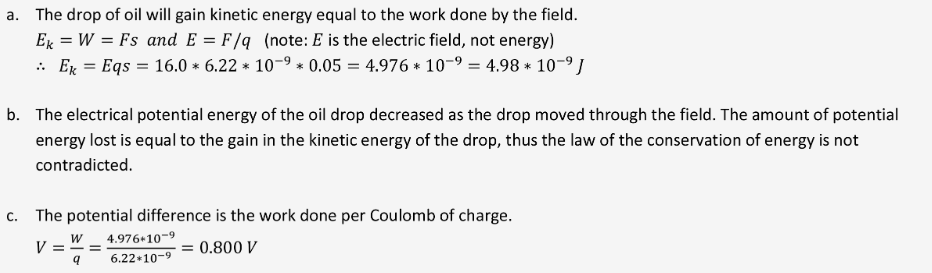 a. The drop of oil will gain kinetic energy equal to the work done by the field.
Eₖ = W = Fs and E = F/q (note: E is the electric field, not energy)
∴ Eₖ = Eqs = 16.0 * 6.22 * 10⁻⁹ * 0.05 = 4.976 * 10⁻⁹ = 4.98 * 10⁻⁹ J
b. The electrical potential energy of the oil drop decreased as the drop moved through the field. The amount of potential
energy lost is equal to the gain in the kinetic energy of the drop, thus the law of the conservation of energy is not
contradicted.
c. The potential difference is the work done per Coulomb of charge.
V = W/q = 4.976*10⁻⁹/6.22*10⁻⁹ = 0.800 V